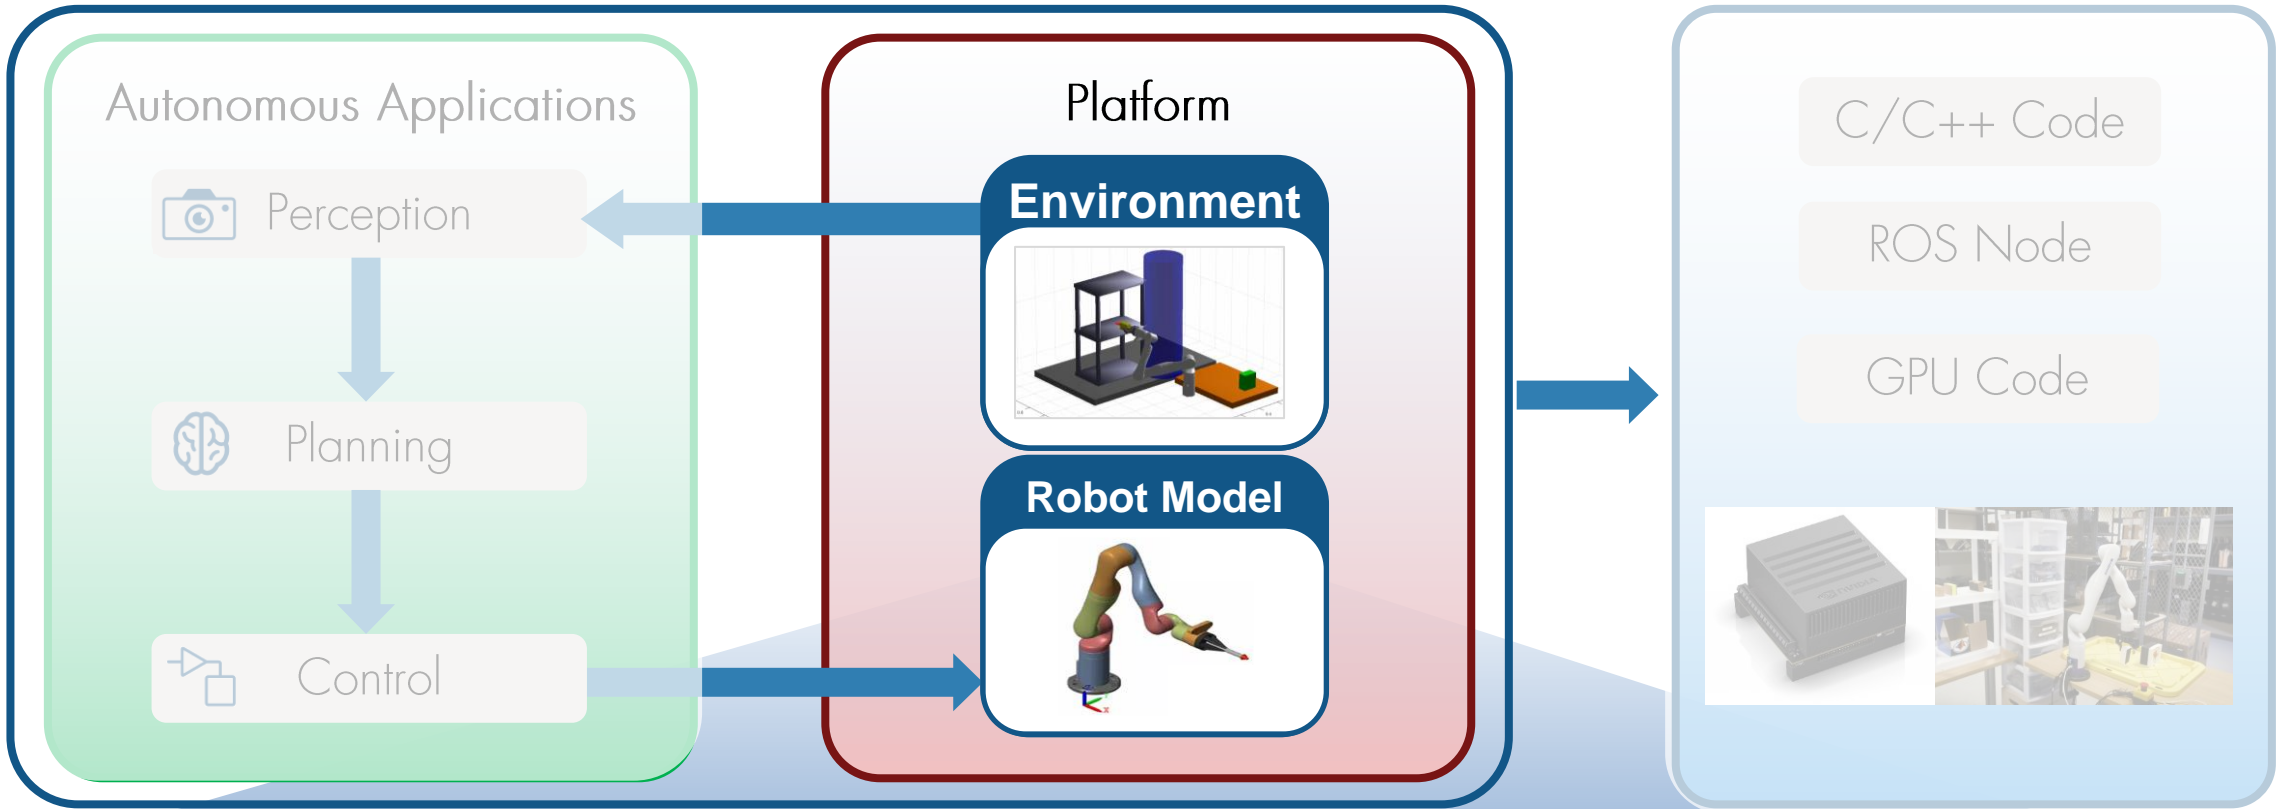 Autonomous Applications
Perception
Planning
Control
Platform
Environment
Robot Model
C/C++ Code
ROS Node
GPU Code